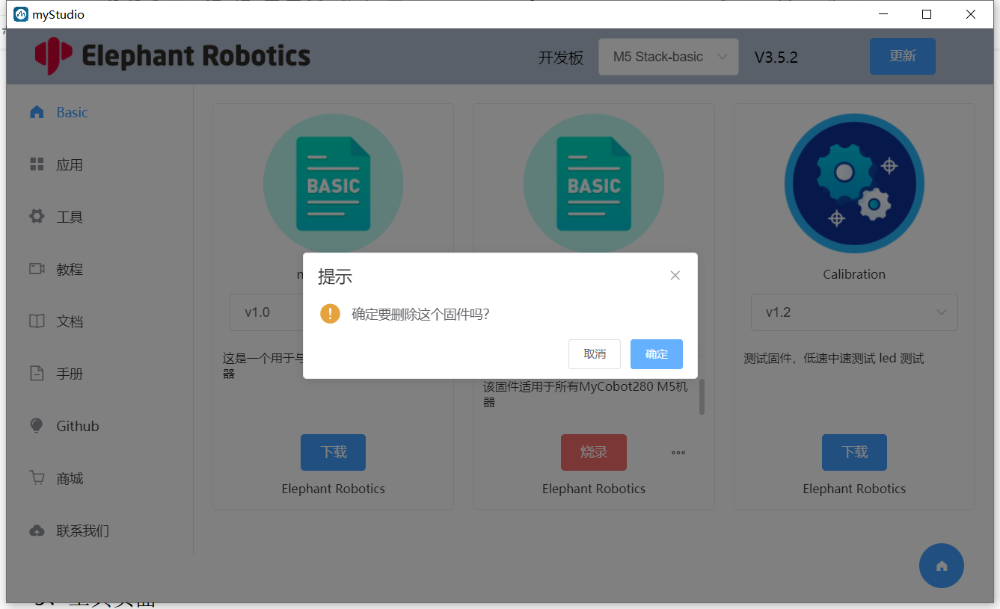 myStudio
Elephant Robotics
开发板
M5 Stack-basic
V3.5.2
更新
Basic
应用
工具
教程
文档
手册
Github
商城
联系我们
BASIC
v1.0
这是一个用于与
器
下载
Elephant Robotics
BASIC
该固件适用于所有MyCobot280 M5机
器
烧录
Elephant Robotics
Calibration
v1.2
测试固件，低速中速测试 led 测试
下载
Elephant Robotics
提示
确定要删除这个固件吗?
取消
确定